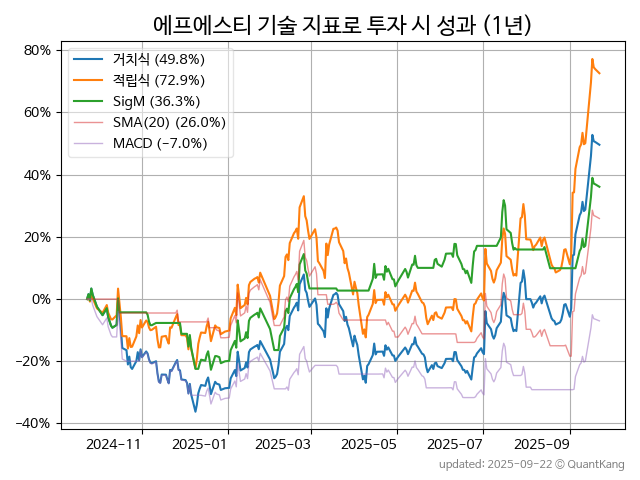 에프에스티 기술 지표로 투자 시 성과 (1년)
80%
60%
40%
20%
0%
−20%
−40%
거치식 (49.8%)
적립식 (72.9%)
SigM (36.3%)
SMA(20) (26.0%)
MACD (−7.0%)
2024-11
2025-01
2025-03
2025-05
2025-07
2025-09
updated: 2025-09-22 © QuantKang